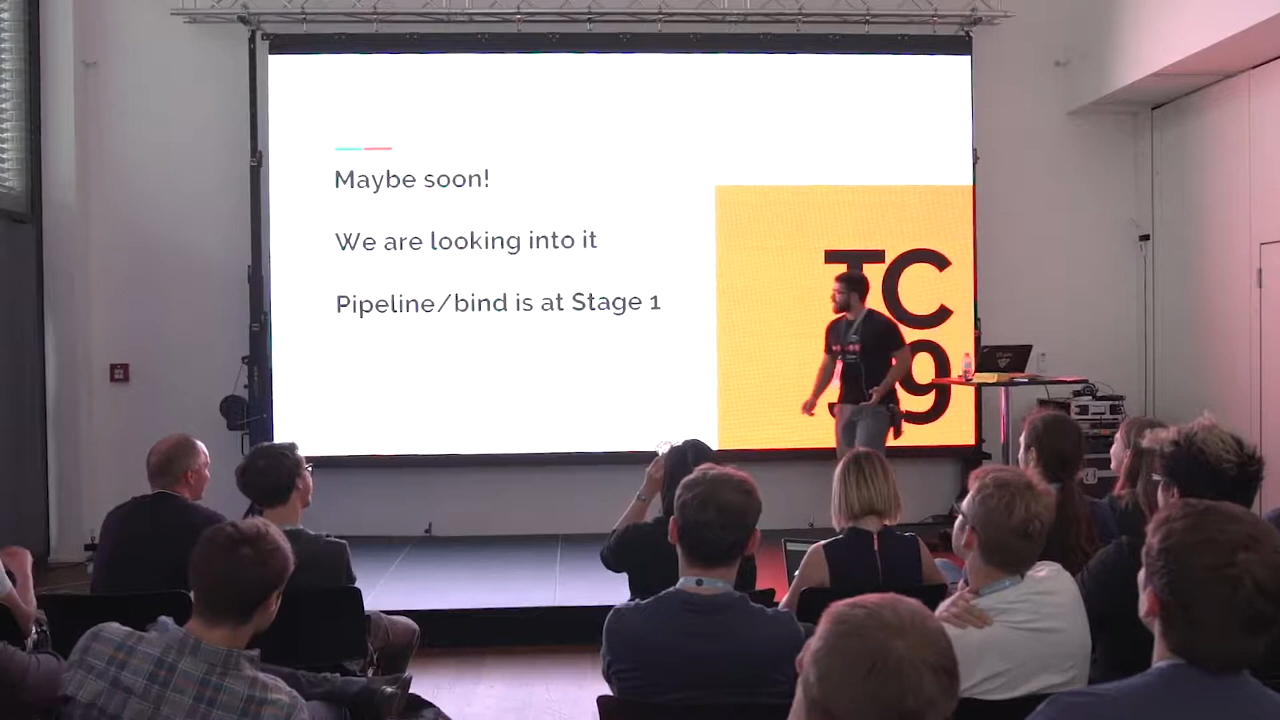 Maybe soon!
We are looking into it
Pipeline/bind is at Stage 1
TC
9